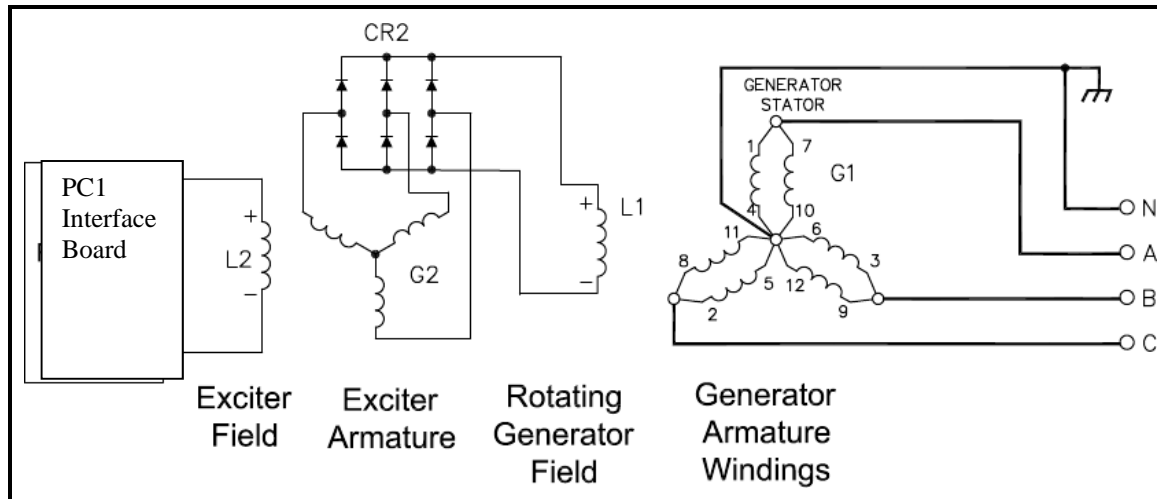 CR2
GENERATOR
STATOR
1
7
G1
4
10
11
6
8
3
5
12
2
9
PC1
Interface
Board
+
L2
−
G2
+
L1
−
N
A
B
C
Exciter
Field
Exciter
Armature
Rotating
Generator
Field
Generator
Armature
Windings